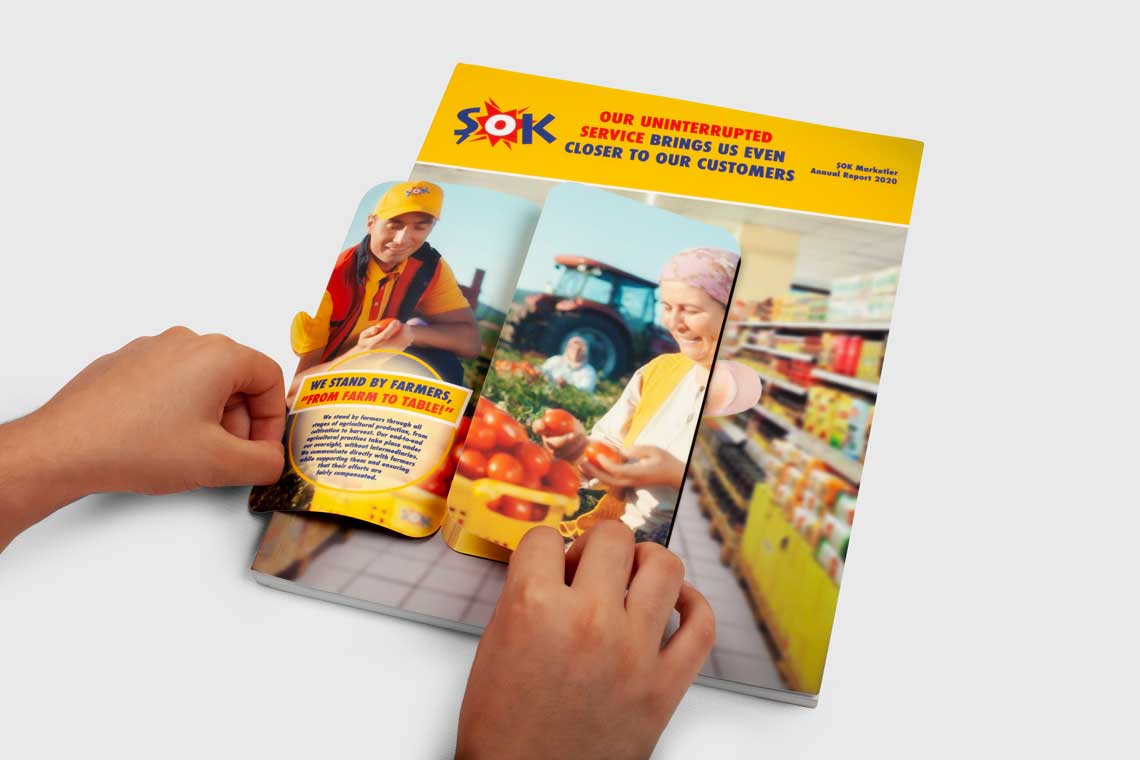 ŞOK
OUR UNINTERRUPTED
SERVICE BRINGS US EVEN
CLOSER TO OUR CUSTOMERS
ŞOK Marketler
Annual Report 2020
ŞOK
WE STAND BY FARMERS,
"FROM FARM TO TABLE!"
We stand by farmers through all
stages of agricultural production, from
cultivation to harvest. Our end-to-end
agricultural practices take place under
our oversight, without intermediaries.
We communicate directly with farmers
while supporting them and ensuring
that their efforts are
fairly compensated.
ŞOK